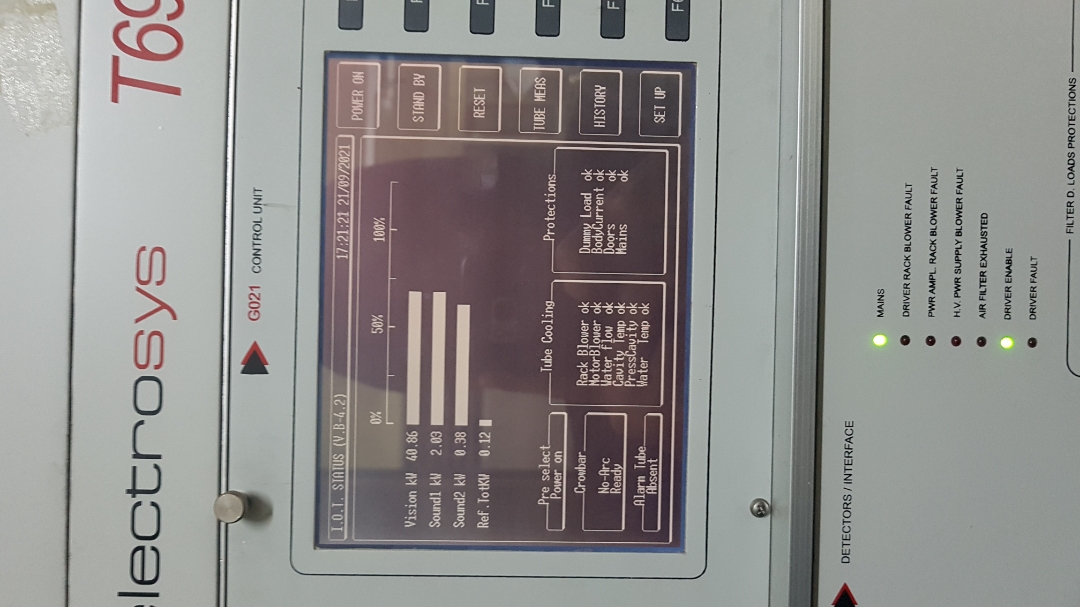 electrosys T69
G021 CONTROL UNIT
I.O.T. STATUS (V.B-4.2) 17:21:21 21/09/2021
POWER ON
0% 50% 100%
Vision kW 40.86
STAND BY
Sound1 kW 2.03
Sound2 kW 0.38
RESET
Ref.TotKW 0.12
TUBE MEAS
Pre select
Power on
Crowbar
No-Arc
Ready
Alarm Tube
Absent
Tube Cooling
Rack Blower ok
MotorBlower ok
Water flow ok
Cavity Temp ok
PressCavity ok
Water Temp ok
Protections
Dummy Load ok
BodyCurrent ok
Doors ok
Mains ok
HISTORY
SET UP
DETECTORS / INTERFACE
MAINS
DRIVER RACK BLOWER FAULT
PWR AMPL. RACK BLOWER FAULT
H.V. PWR SUPPLY BLOWER FAULT
AIR FILTER EXHAUSTED
DRIVER ENABLE
DRIVER FAULT
FILTER D. LOADS PROTECTIONS